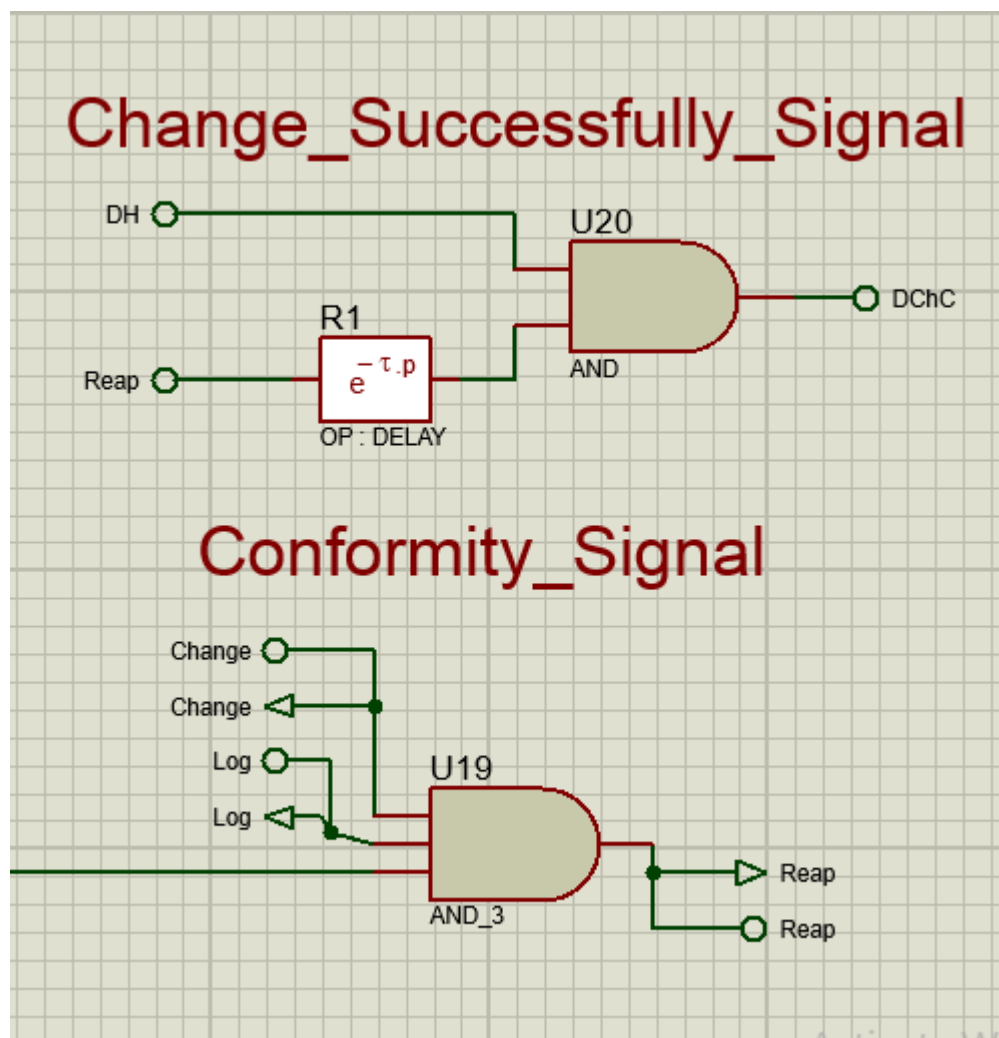 Change_Successfully_Signal
DH
U20
DChC
R1
e^-τ.p
Reap
AND
OP : DELAY
Conformity_Signal
Change
Change
Log
U19
Log
Reap
AND_3
Reap